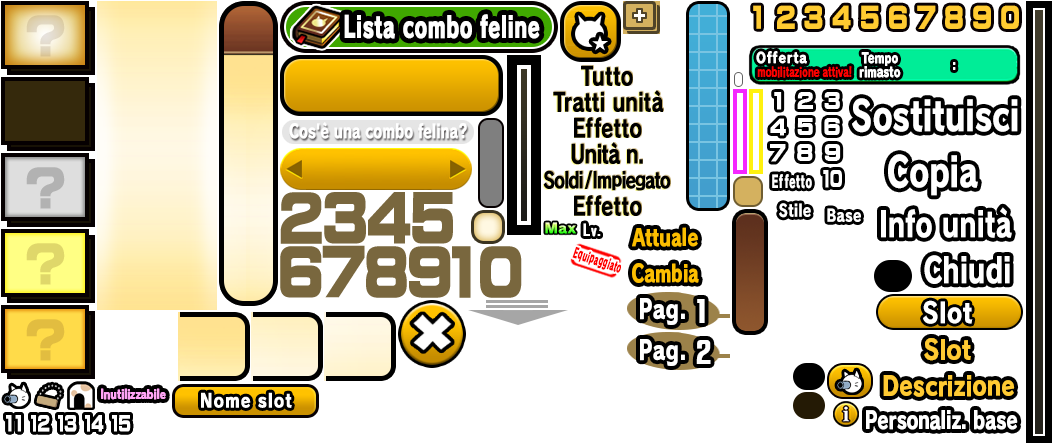 ?
?
?
?
?
Lista combo feline
Cos'è una combo felina?
2345
678910
Tutto
Tratti unità
Effetto
Unità n.
Soldi/Impiegato
Effetto
Max Lv.
Equipaggiato
Attuale
Cambia
Pag. 1
Pag. 2
1234567890
Offerta
mobilitazione attiva!
Tempo
rimasto
:
1 2 3
4 5 6
7 8 9
Effetto 10
Stile Base
Sostituisci
Copia
Info unità
Chiudi
Slot
Slot
Descrizione
i
Personaliz. base
Inutilizzabile
Nome slot
11 12 13 14 15